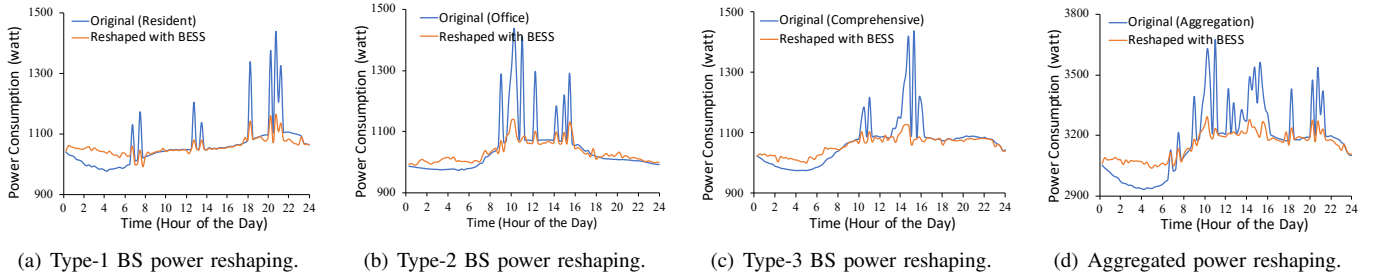 Power Consumption (watt)
1500
1300
1100
900
Original (Resident)
Reshaped with BESS
0 2 4 6 8 10 12 14 16 18 20 22 24
Time (Hour of the Day)
(a) Type-1 BS power reshaping.
Power Consumption (watt)
1500
1300
1100
900
Original (Office)
Reshaped with BESS
0 2 4 6 8 10 12 14 16 18 20 22 24
Time (Hour of the Day)
(b) Type-2 BS power reshaping.
Power Consumption (watt)
1500
1300
1100
900
Original (Comprehensive)
Reshaped with BESS
0 2 4 6 8 10 12 14 16 18 20 22 24
Time (Hour of the Day)
(c) Type-3 BS power reshaping.
Power Consumption (watt)
3800
3500
3200
2900
Original (Aggregation)
Reshaped with BESS
0 2 4 6 8 10 12 14 16 18 20 22 24
Time (Hour of the Day)
(d) Aggregated power reshaping.